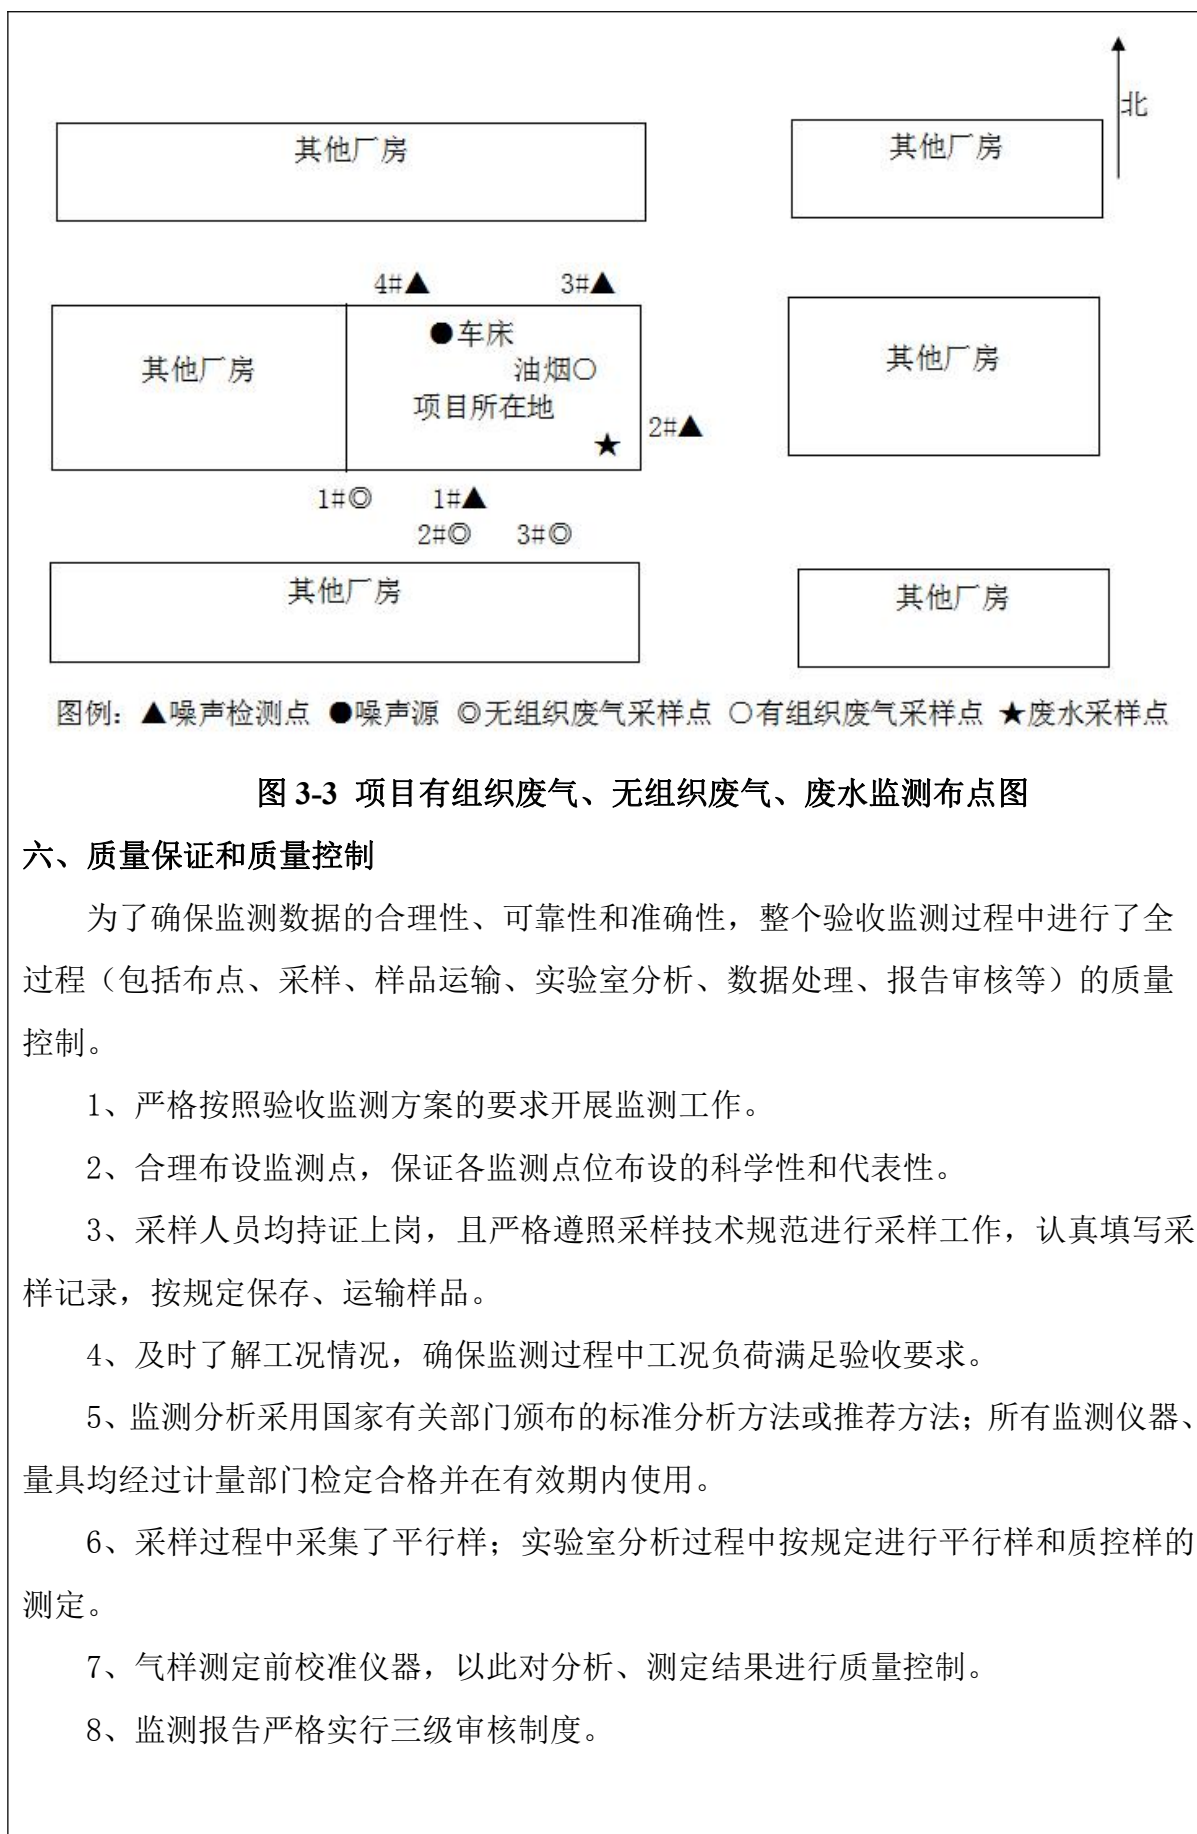 北
其他厂房
其他厂房
4#▲
3#▲
●车床
其他厂房
油烟○
其他厂房
项目所在地
2#▲
★
1#◎
1#▲
2#◎
3#◎
其他厂房
其他厂房
图例：▲噪声检测点 ●噪声源 ◎无组织废气采样点 ○有组织废气采样点 ★废水采样点
图 3-3 项目有组织废气、无组织废气、废水监测布点图
六、质量保证和质量控制
为了确保监测数据的合理性、可靠性和准确性，整个验收监测过程中进行了全
过程（包括布点、采样、样品运输、实验室分析、数据处理、报告审核等）的质量
控制。
1、严格按照验收监测方案的要求开展监测工作。
2、合理布设监测点，保证各监测点位布设的科学性和代表性。
3、采样人员均持证上岗，且严格遵照采样技术规范进行采样工作，认真填写采
样记录，按规定保存、运输样品。
4、及时了解工况情况，确保监测过程中工况负荷满足验收要求。
5、监测分析采用国家有关部门颁布的标准分析方法或推荐方法；所有监测仪器、
量具均经过计量部门检定合格并在有效期内使用。
6、采样过程中采集了平行样；实验室分析过程中按规定进行平行样和质控样的
测定。
7、气样测定前校准仪器，以此对分析、测定结果进行质量控制。
8、监测报告严格实行三级审核制度。